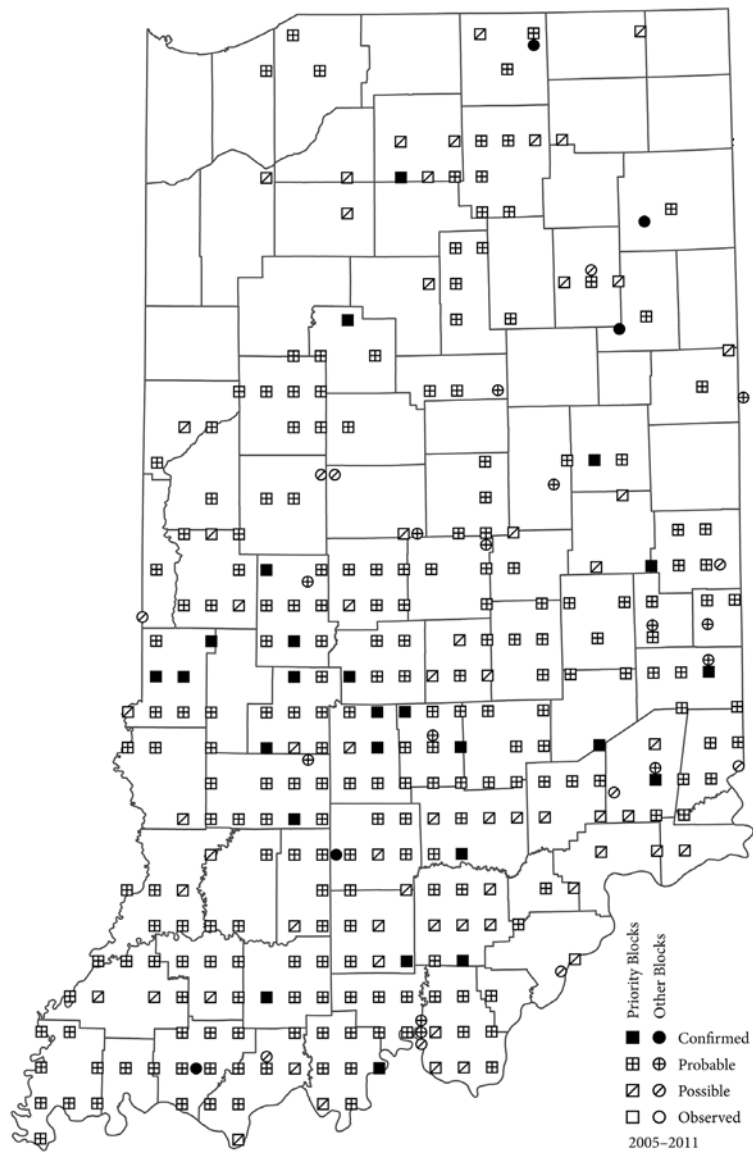 Priority Blocks
Other Blocks
Confirmed
Probable
Possible
Observed
2005–2011